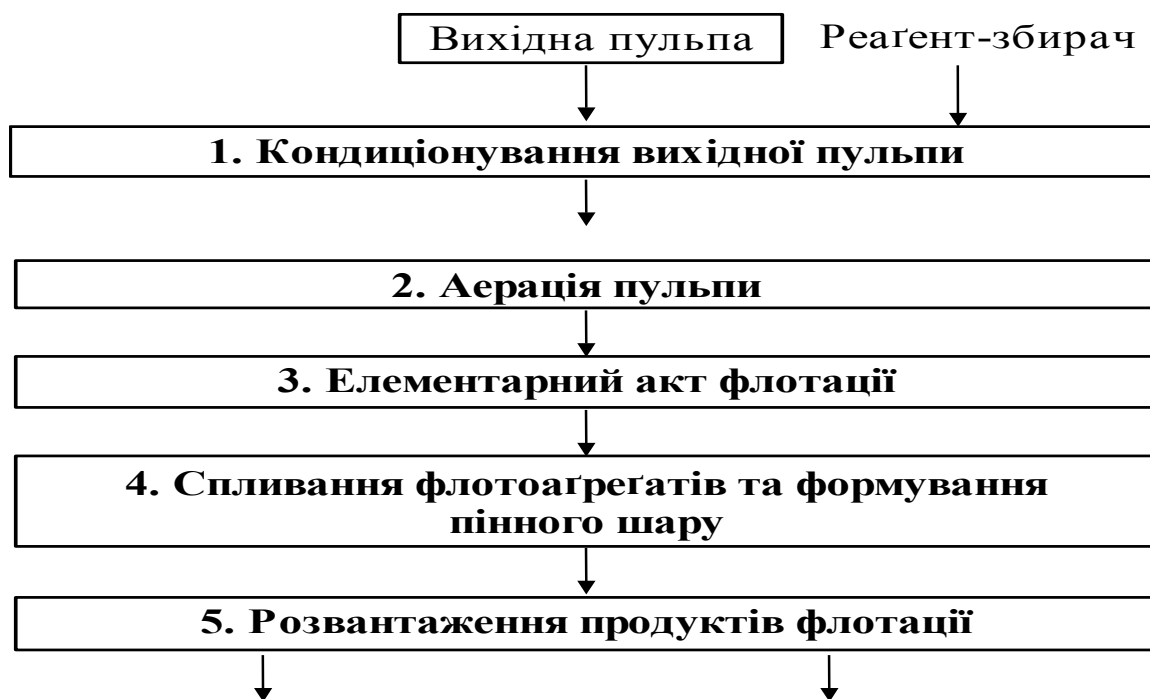 Вихідна пульпа
Реаґент-збирач
1. Кондиціонування вихідної пульпи
2. Аерація пульпи
3. Елементарний акт флотації
4. Спливання флотоаґреґатів та формування
пінного шару
5. Розвантаження продуктів флотації